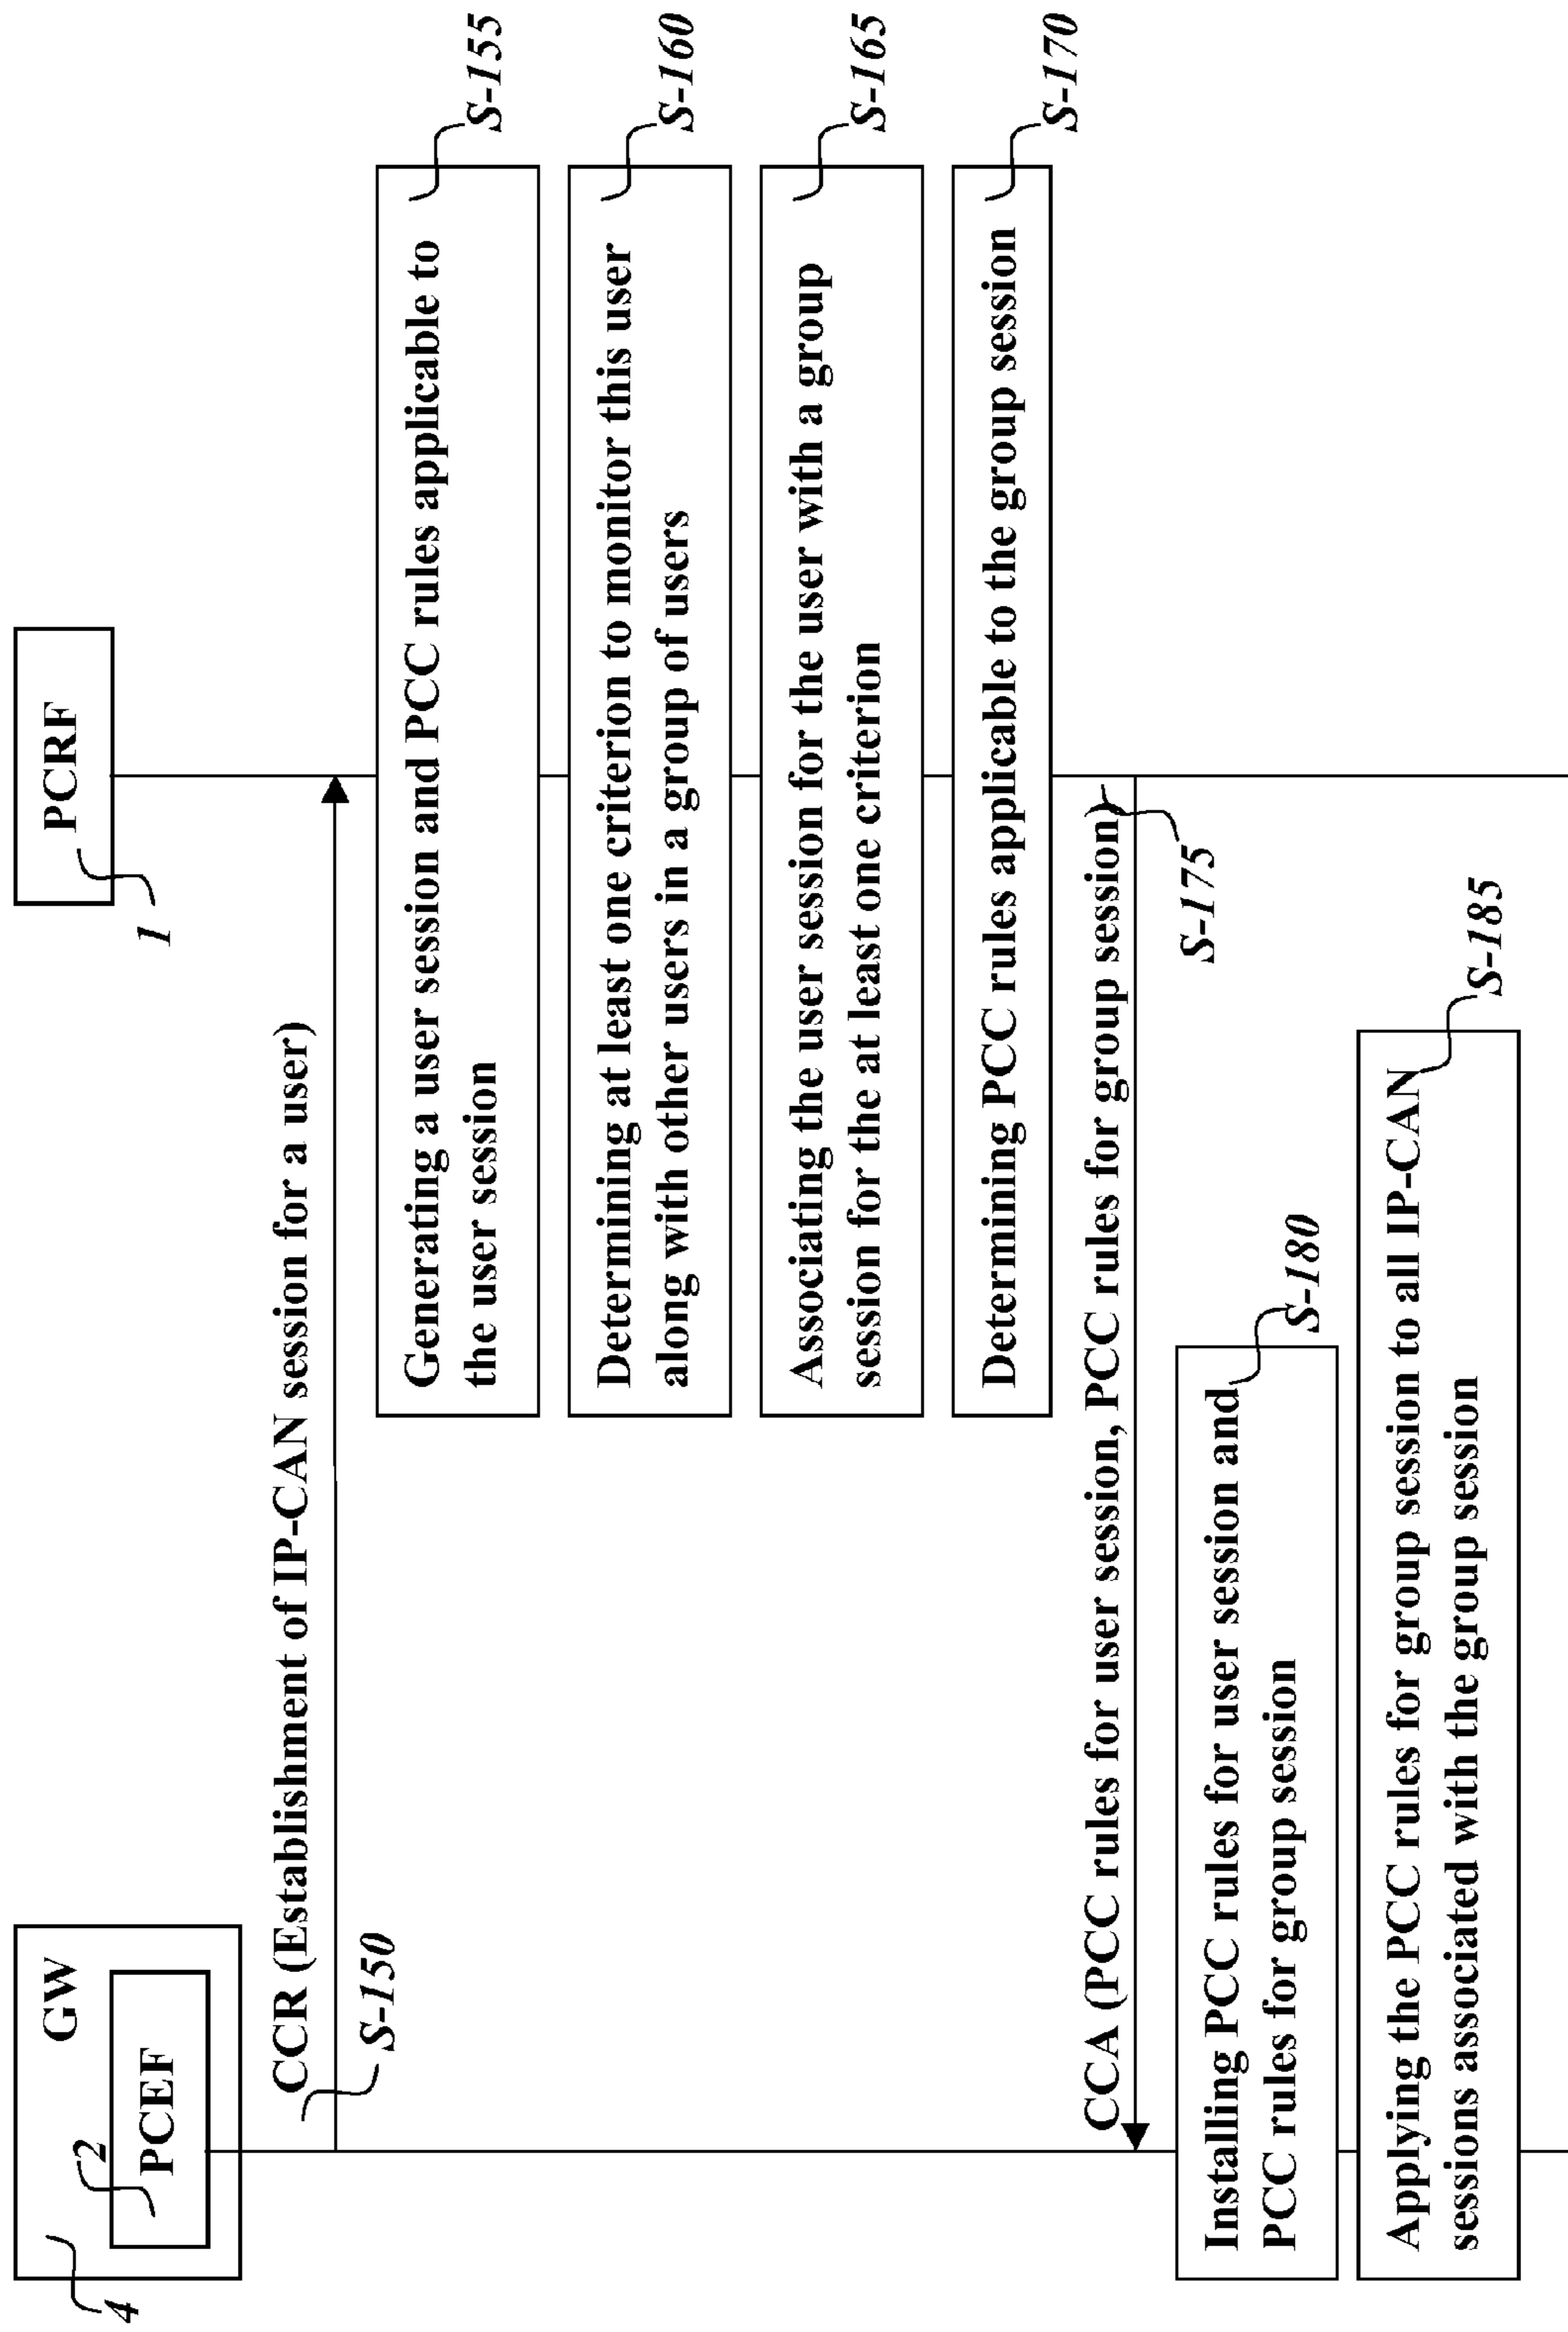 GW
4
2
PCEF
PCRF
1
CCR (Establishment of IP-CAN session for a user)
S-150
Generating a user session and PCC rules applicable to
the user session
S-155
Determining at least one criterion to monitor this user
along with other users in a group of users
S-160
Associating the user session for the user with a group
session for the at least one criterion
S-165
Determining PCC rules applicable to the group session
S-170
CCA (PCC rules for user session, PCC rules for group session)
S-175
Installing PCC rules for user session and
PCC rules for group session
S-180
Applying the PCC rules for group session to all IP-CAN
sessions associated with the group session
S-185